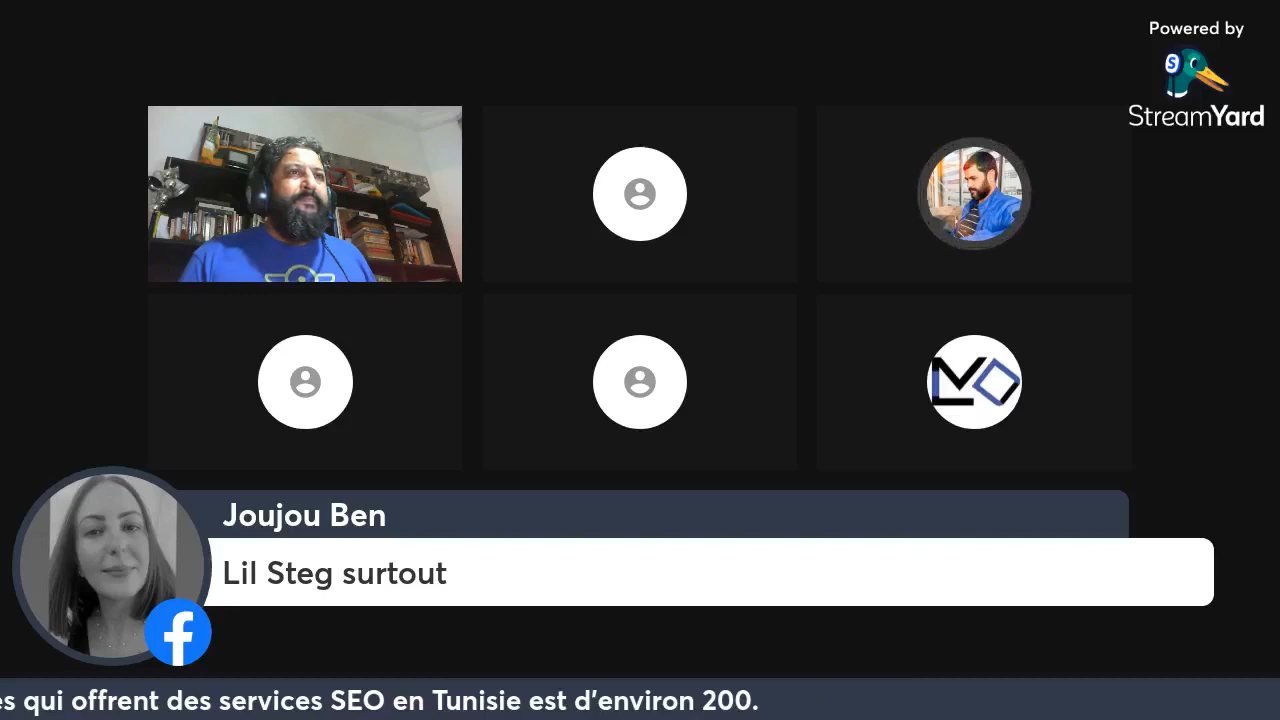 Powered by
StreamYard
Joujou Ben
Lil Steg surtout
es qui offrent des services SEO en Tunisie est d'environ 200.